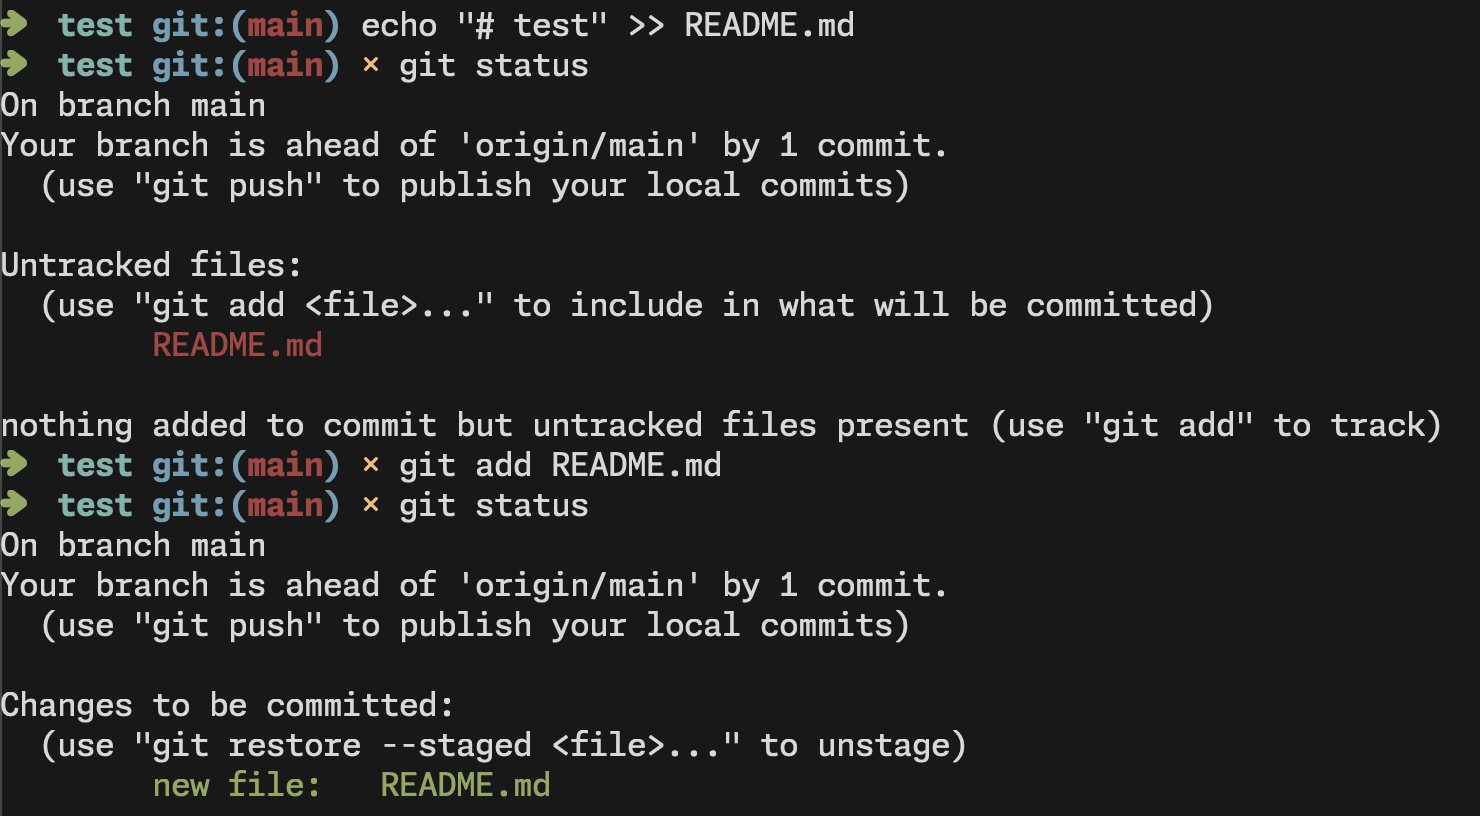 ➜  test git:(main) echo "# test" >> README.md
➜  test git:(main) × git status
On branch main
Your branch is ahead of 'origin/main' by 1 commit.
  (use "git push" to publish your local commits)

Untracked files:
  (use "git add <file>..." to include in what will be committed)
        README.md

nothing added to commit but untracked files present (use "git add" to track)
➜  test git:(main) × git add README.md
➜  test git:(main) × git status
On branch main
Your branch is ahead of 'origin/main' by 1 commit.
  (use "git push" to publish your local commits)

Changes to be committed:
  (use "git restore --staged <file>..." to unstage)
        new file:   README.md